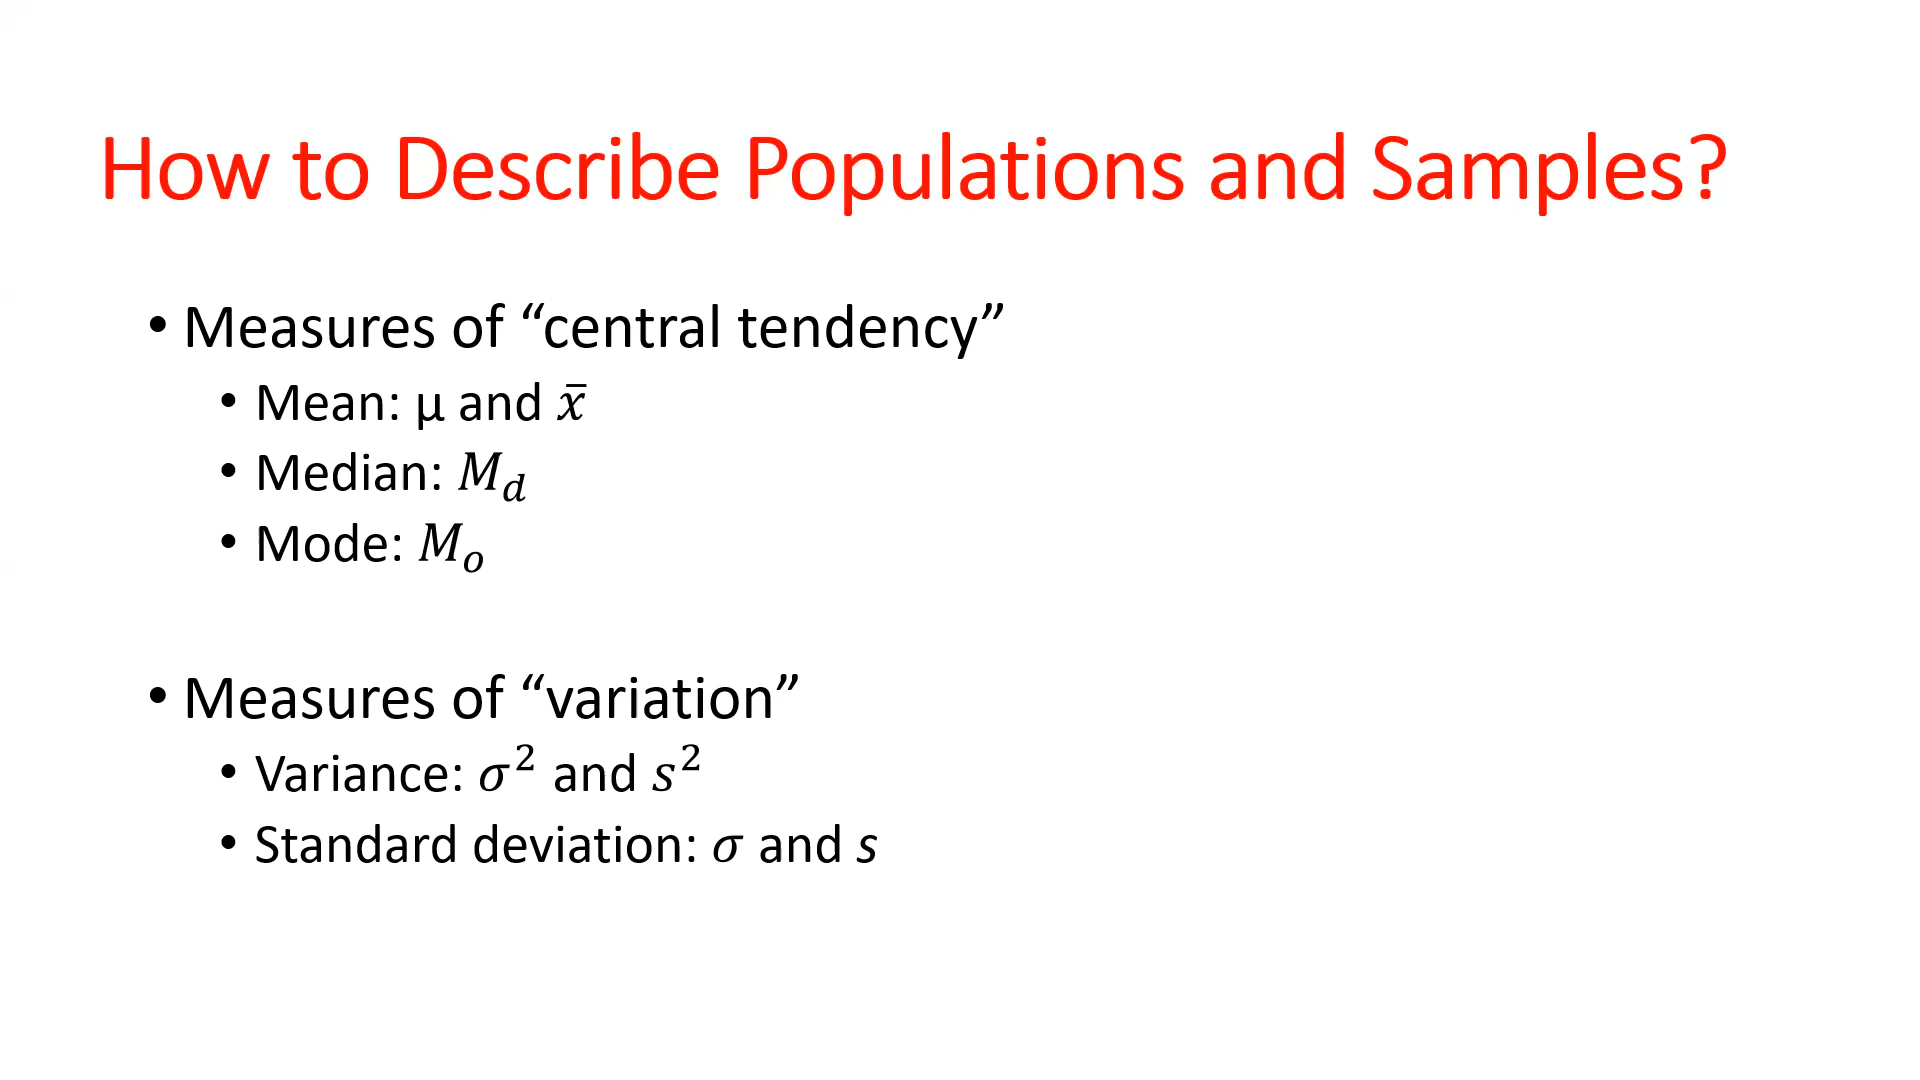 How to Describe Populations and Samples?
• Measures of “central tendency”
• Mean: μ and x̄
• Median: M_d
• Mode: M_o
• Measures of “variation”
• Variance: σ² and s²
• Standard deviation: σ and s